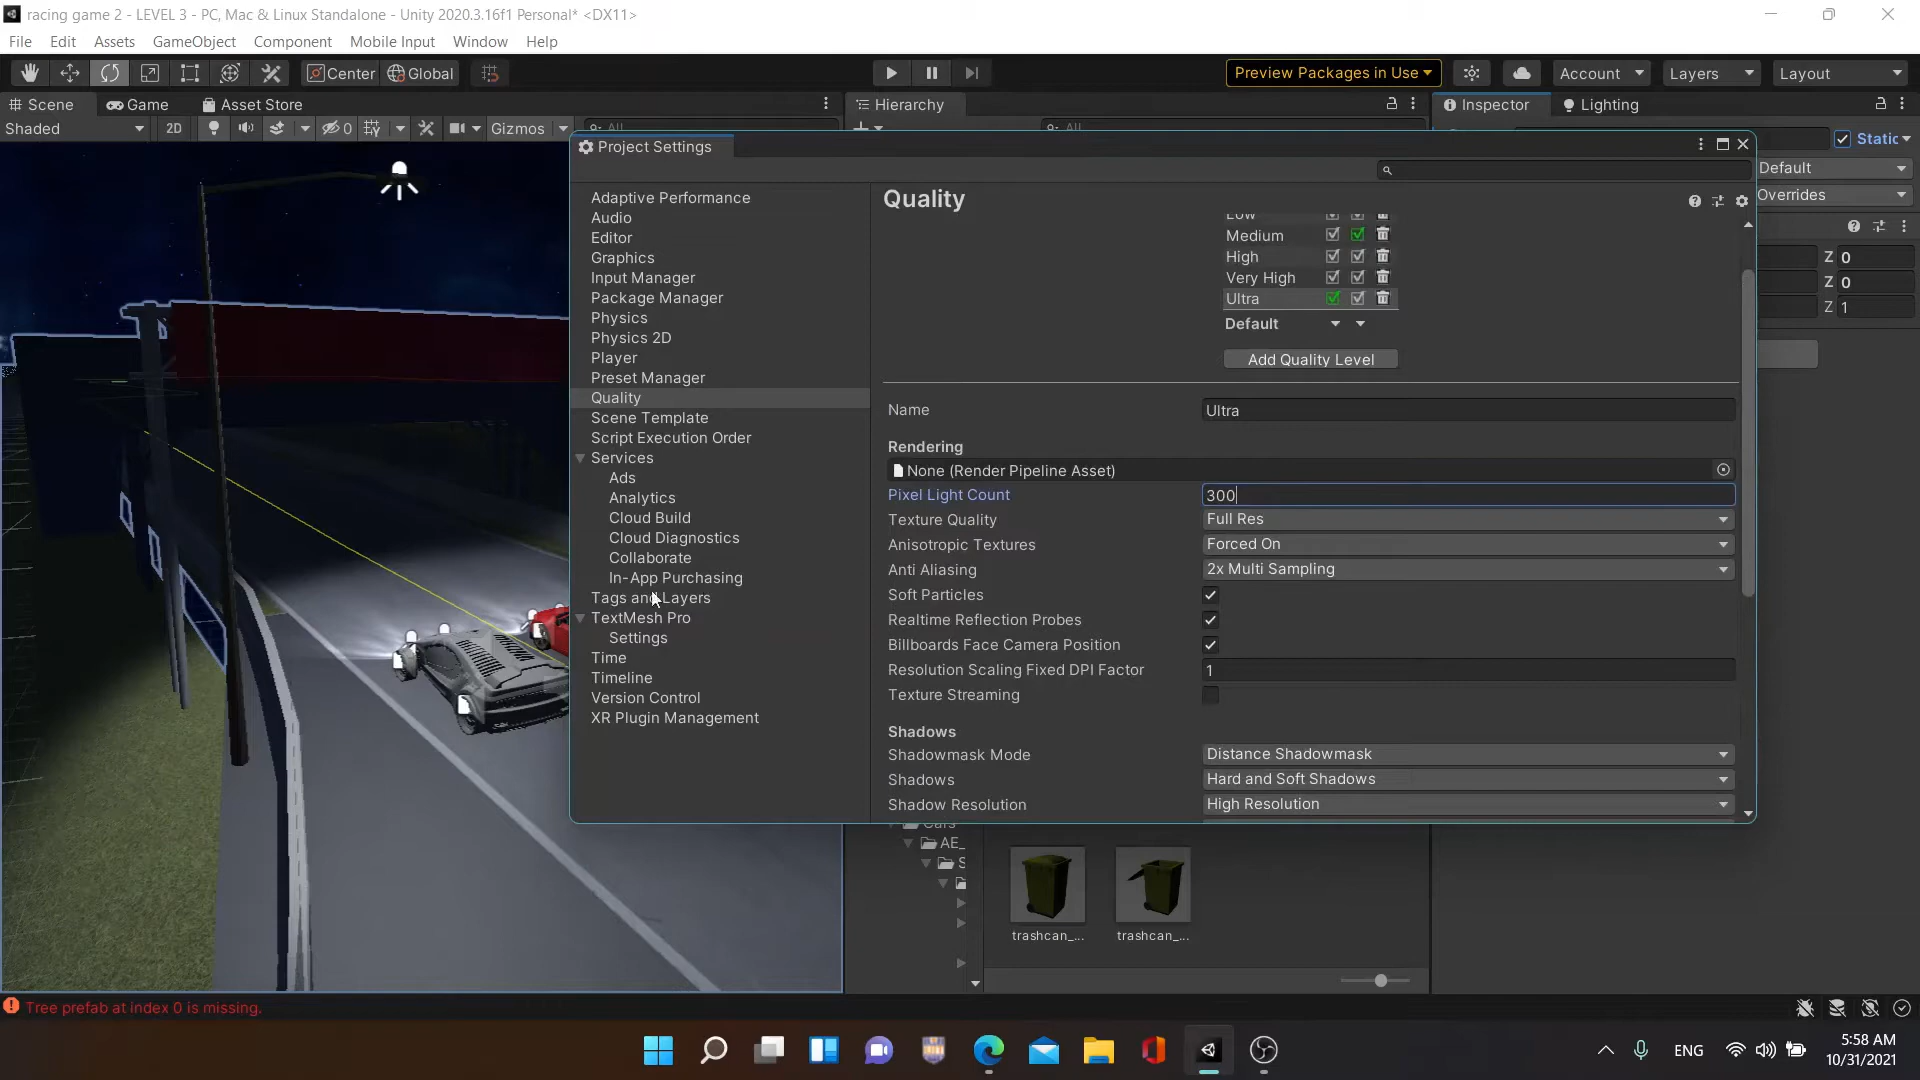 racing game 2 - LEVEL 3 - PC, Mac & Linux Standalone - Unity 2020.3.16f1 Personal* <DX11>
File Edit Assets GameObject Component Mobile Input Window Help
Center Global Preview Packages in Use Account Layers Layout
Scene Game Asset Store Hierarchy Inspector Lighting
Shaded 2D 0 Gizmos All All
Static
Project Settings
Default
Overrides
Adaptive Performance
Audio
Editor
Graphics
Input Manager
Package Manager
Physics
Physics 2D
Player
Preset Manager
Quality
Scene Template
Script Execution Order
Services
Ads
Analytics
Cloud Build
Cloud Diagnostics
Collaborate
In-App Purchasing
Tags and Layers
TextMesh Pro
Settings
Time
Timeline
Version Control
XR Plugin Management
Quality
Low
Medium
High
Very High
Ultra
Default
Add Quality Level
Name Ultra
Rendering
None (Render Pipeline Asset)
Pixel Light Count 300
Texture Quality Full Res
Anisotropic Textures Forced On
Anti Aliasing 2x Multi Sampling
Soft Particles
Realtime Reflection Probes
Billboards Face Camera Position
Resolution Scaling Fixed DPI Factor 1
Texture Streaming
Shadows
Shadowmask Mode Distance Shadowmask
Shadows Hard and Soft Shadows
Shadow Resolution High Resolution
Z 0
Z 0
Z 1
Cars
AE_
S
trashcan_... trashcan_...
Tree prefab at index 0 is missing.
ENG
5:58 AM
10/31/2021